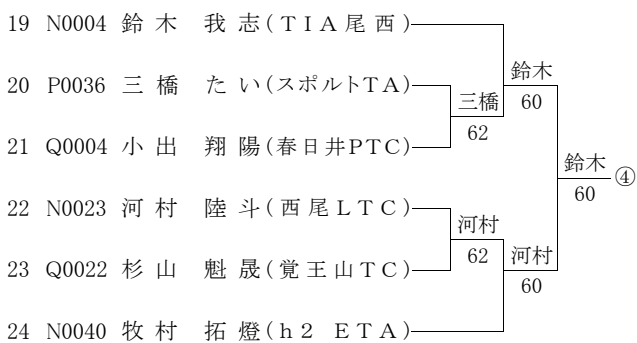 19 N0004 鈴木 我志(TIA尾西)
鈴木
20 P0036 三橋 たい(スポルトTA)
三橋 60
62
21 Q0004 小出 翔陽(春日井PTC)
鈴木
④
60
22 N0023 河村 陸斗(西尾LTC)
河村
62 河村
23 Q0022 杉山 魁晟(覚王山TC)
60
24 N0040 牧村 拓燈(h2 ETA)